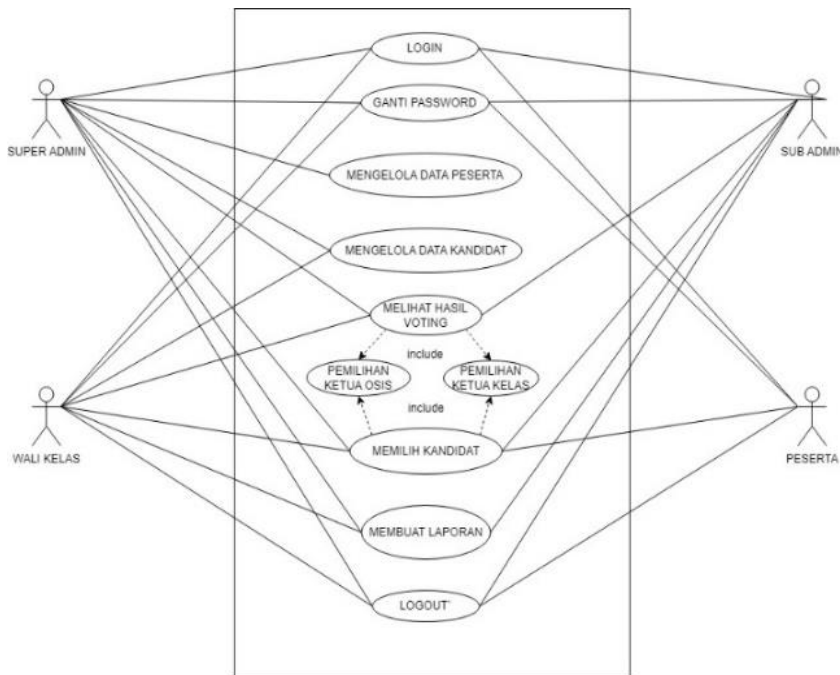 LOGIN
GANTI PASSWORD
SUPER ADMIN
SUB ADMIN
MENGELOLA DATA PESERTA
MENGELOLA DATA KANDIDAT
MELIHAT HASIL
VOTING
include
PEMILIHAN
KETUA OSIS
PEMILIHAN
KETUA KELAS
include
WALI KELAS
MEMILIH KANDIDAT
PESERTA
MEMBUAT LAPORAN
LOGOUT`